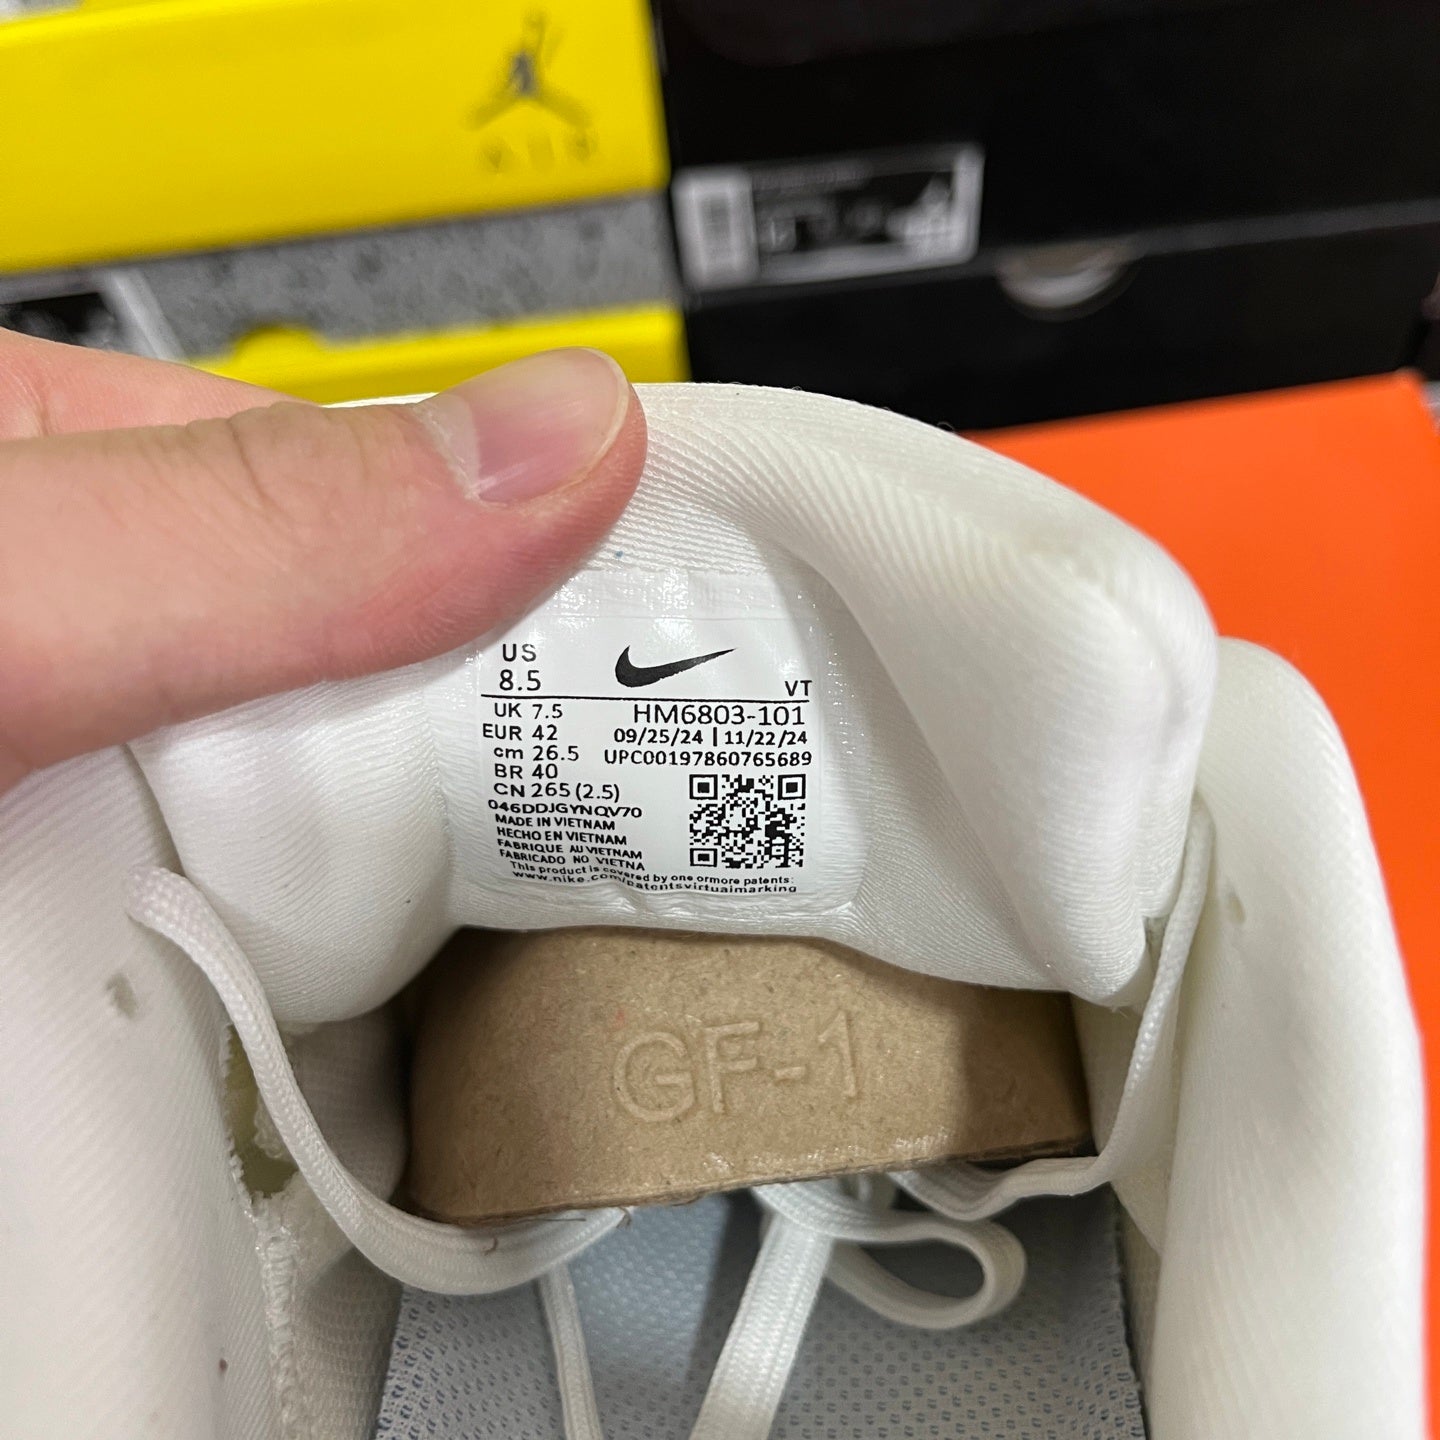 AIR
US
8.5
VT
UK 7.5
HM6803-101
EUR 42
09/25/24 | 11/22/24
cm 26.5
UPC00197860765689
BR 40
CN 265 (2.5)
046DDJGYNQV70
MADE IN VIETNAM
HECHO EN VIETNAM
FABRIQUE AU VIETNAM
FABRICADO NO VIETNA
This product is covered by one ormore patents:
www.nike.com/patentsvirtualmarking
GF-1